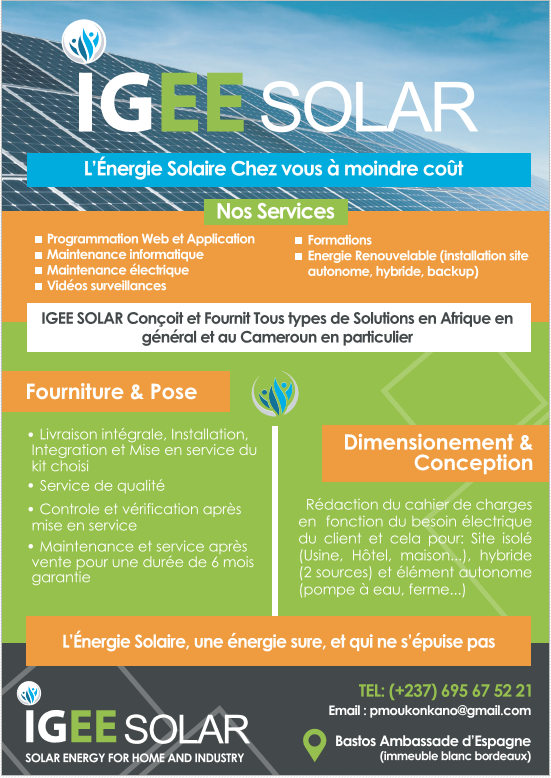 IGEE SOLAR
L'Énergie Solaire Chez vous à moindre coût
Nos Services
Programmation Web et Application
Maintenance informatique
Maintenance électrique
Vidéos surveillances
Formations
Energie Renouvelable (installation site
autonome, hybride, backup)
IGEE SOLAR Conçoit et Fournit Tous types de Solutions en Afrique en
général et au Cameroun en particulier
Fourniture & Pose
• Livraison intégrale, Installation,
Integration et Mise en service du
kit choisi
• Service de qualité
• Controle et vérification après
mise en service
• Maintenance et service après
vente pour une durée de 6 mois
garantie
Dimensionement &
Conception
Rédaction du cahier de charges
en fonction du besoin électrique
du client et cela pour: Site isolé
(Usine, Hôtel, maison...), hybride
(2 sources) et élément autonome
(pompe à eau, ferme...)
L'Énergie Solaire, une énergie sure, et qui ne s'épuise pas
IGEE SOLAR
SOLAR ENERGY FOR HOME AND INDUSTRY
TEL: (+237) 695 67 52 21
Email : pmoukonkano@gmail.com
Bastos Ambassade d'Espagne
(immeuble blanc bordeaux)